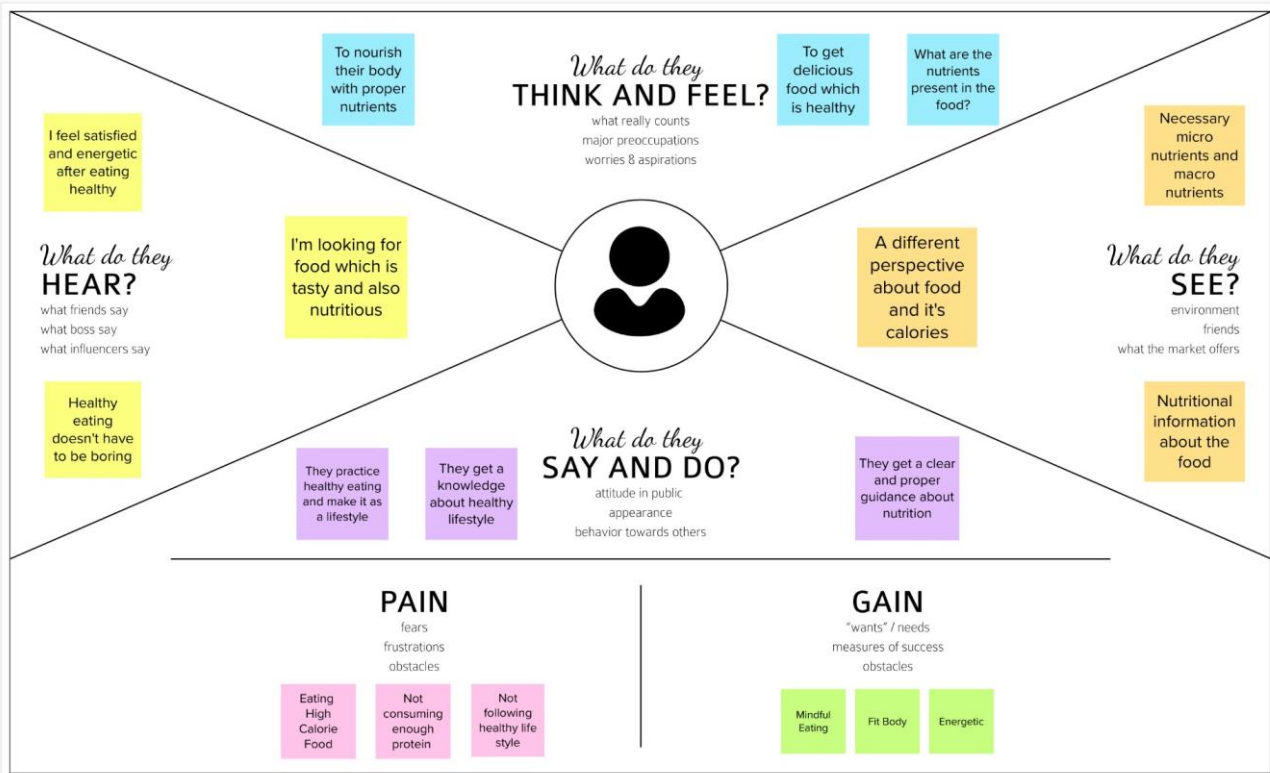 To nourish
their body
with proper
nutrients
What do they
THINK AND FEEL?
what really counts
major preoccupations
worries & aspirations
To get
delicious
food which
is healthy
What are the
nutrients
present in the
food?
I feel satisfied
and energetic
after eating
healthy
What do they
HEAR?
what friends say
what boss say
what influencers say
I'm looking for
food which is
tasty and also
nutritious
Healthy
eating
doesn't have
to be boring
A different
perspective
about food
and it's
calories
Necessary
micro
nutrients and
macro
nutrients
What do they
SEE?
environment
friends
what the market offers
Nutritional
information
about the
food
They practice
healthy eating
and make it as
a lifestyle
They get a
knowledge
about healthy
lifestyle
What do they
SAY AND DO?
attitude in public
appearance
behavior towards others
They get a clear
and proper
guidance about
nutrition
PAIN
fears
frustrations
obstacles
Eating
High
Calorie
Food
Not
consuming
enough
protein
Not
following
healthy life
style
GAIN
"wants" / needs
measures of success
obstacles
Mindful
Eating
Fit Body
Energetic